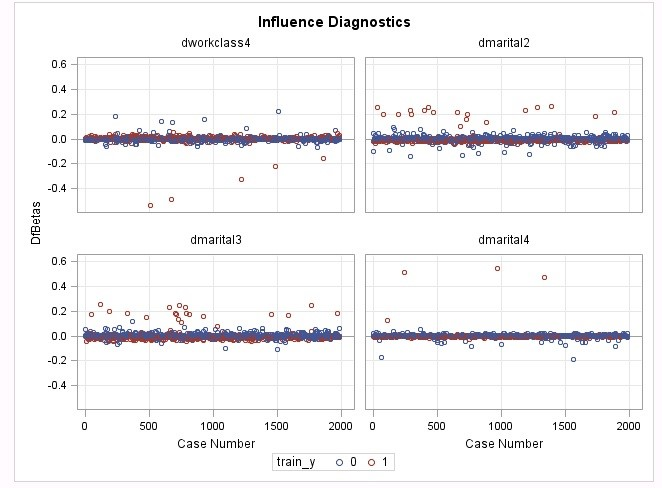 Influence Diagnostics
dworkclass4 dmarital2
0.6
0.4
0.2
0.0
-0.2
-0.4
DfBetas
dmarital3 dmarital4
0.6
0.4
0.2
0.0
-0.2
-0.4
0 500 1000 1500 2000 0 500 1000 1500 2000
Case Number Case Number
train_y 0 1